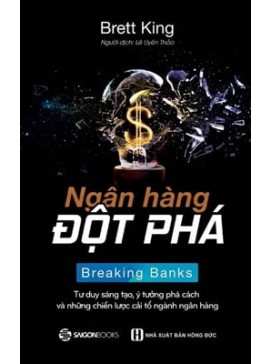 Brett King
Người dịch: Lê Uyên Thảo
$
Ngân hàng
ĐỘT PHÁ
Breaking Banks
Tư duy sáng tạo, ý tưởng phá cách
và những chiến lược cải tổ ngành ngân hàng
SAIGONBOOKS
H NHÀ XUẤT BẢN HỒNG ĐỨC